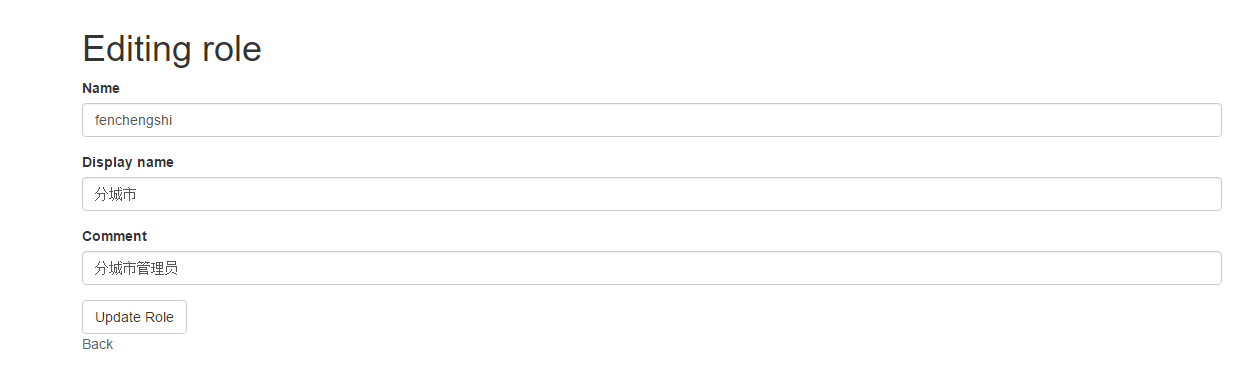 Editing role
Name
fenchengshi
Display name
分城市
Comment
分城市管理员
Update Role
Back